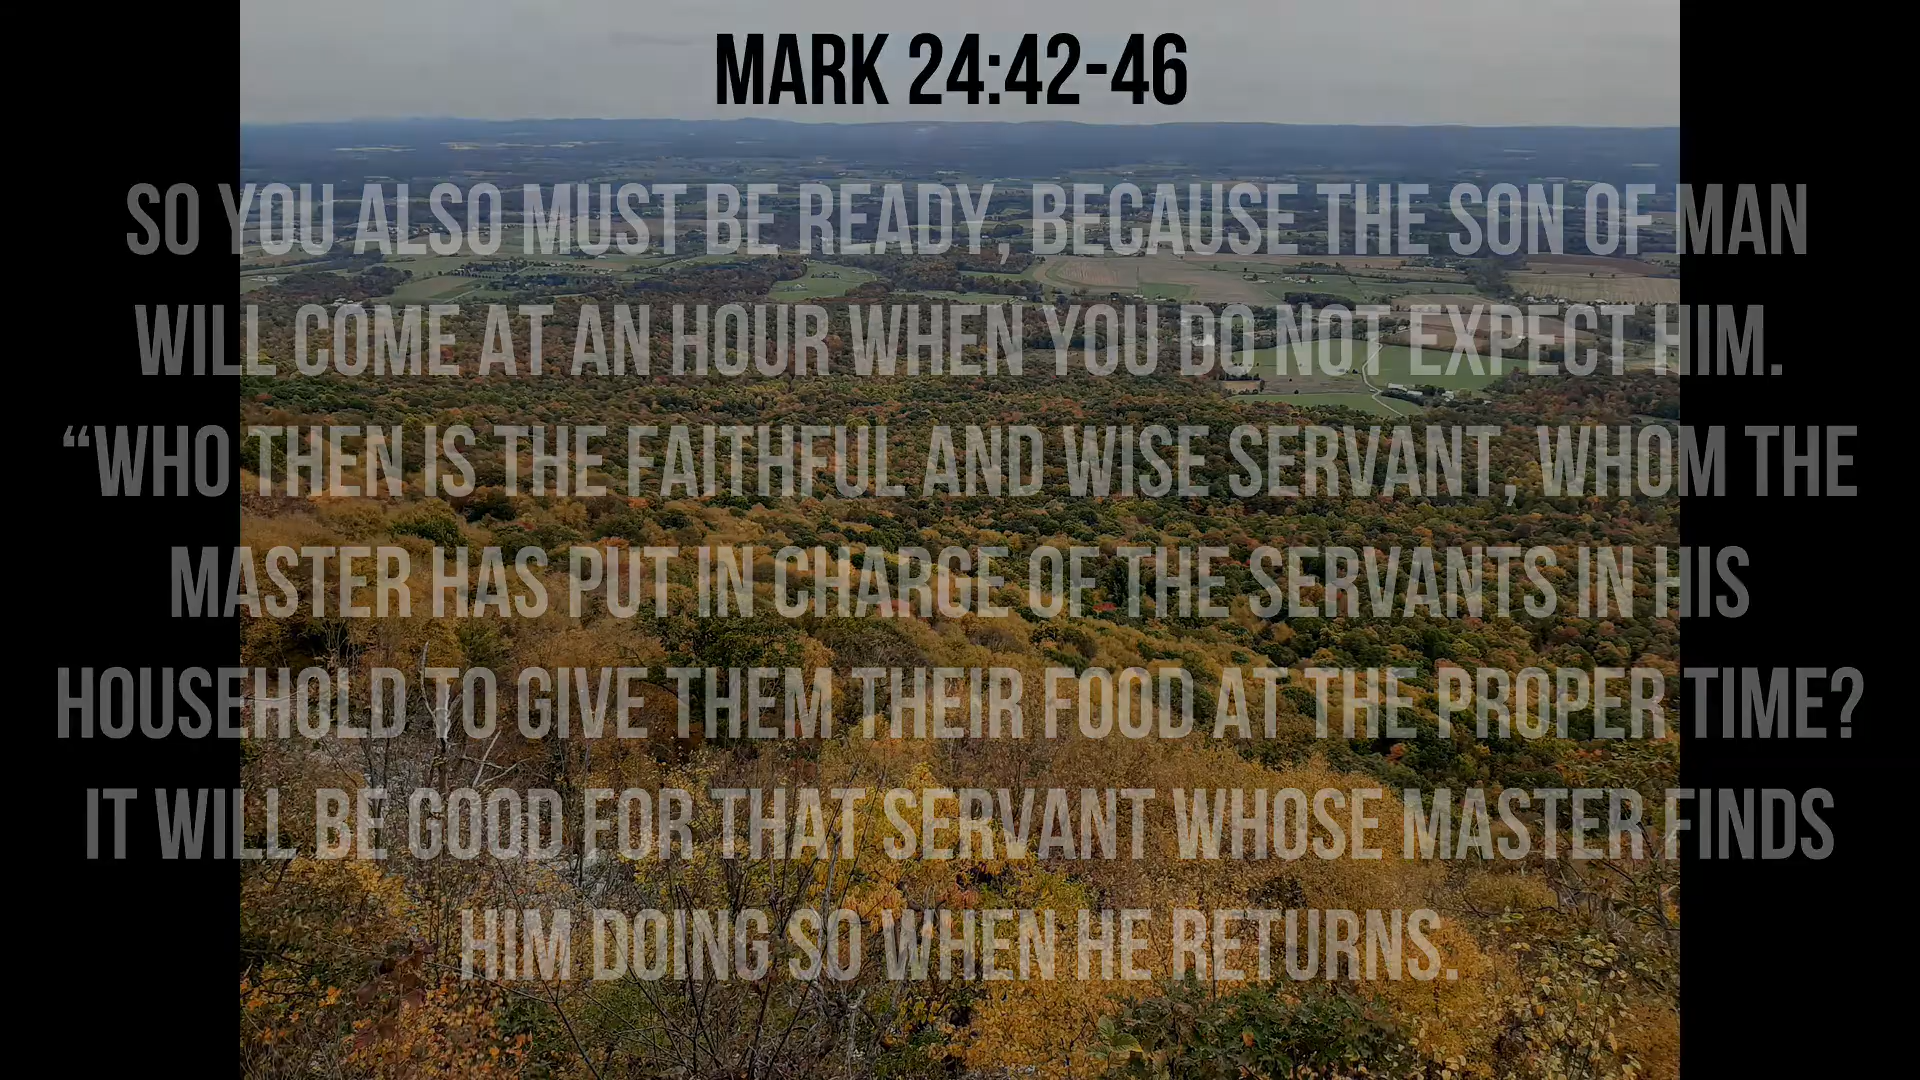 MARK 24:42-46
SO YOU ALSO MUST BE READY, BECAUSE THE SON OF MAN
WILL COME AT AN HOUR WHEN YOU DO NOT EXPECT HIM.
“WHO THEN IS THE FAITHFUL AND WISE SERVANT, WHOM THE
MASTER HAS PUT IN CHARGE OF THE SERVANTS IN HIS
HOUSEHOLD TO GIVE THEM THEIR FOOD AT THE PROPER TIME?
IT WILL BE GOOD FOR THAT SERVANT WHOSE MASTER FINDS
HIM DOING SO WHEN HE RETURNS.